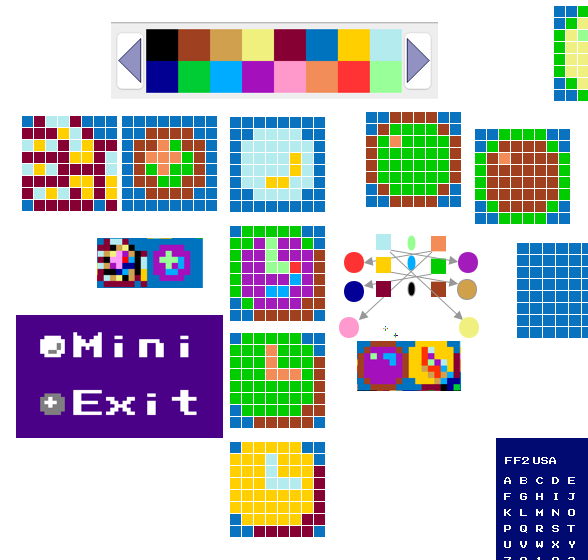 Mini
Exit
FF2 USA
A B C D E
F G H I J
K L M N O
P Q R S T
U V W X Y